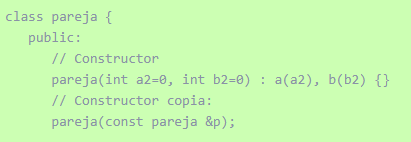 class pareja {
   public:
      // Constructor
      pareja(int a2=0, int b2=0) : a(a2), b(b2) {}
      // Constructor copia:
      pareja(const pareja &p);